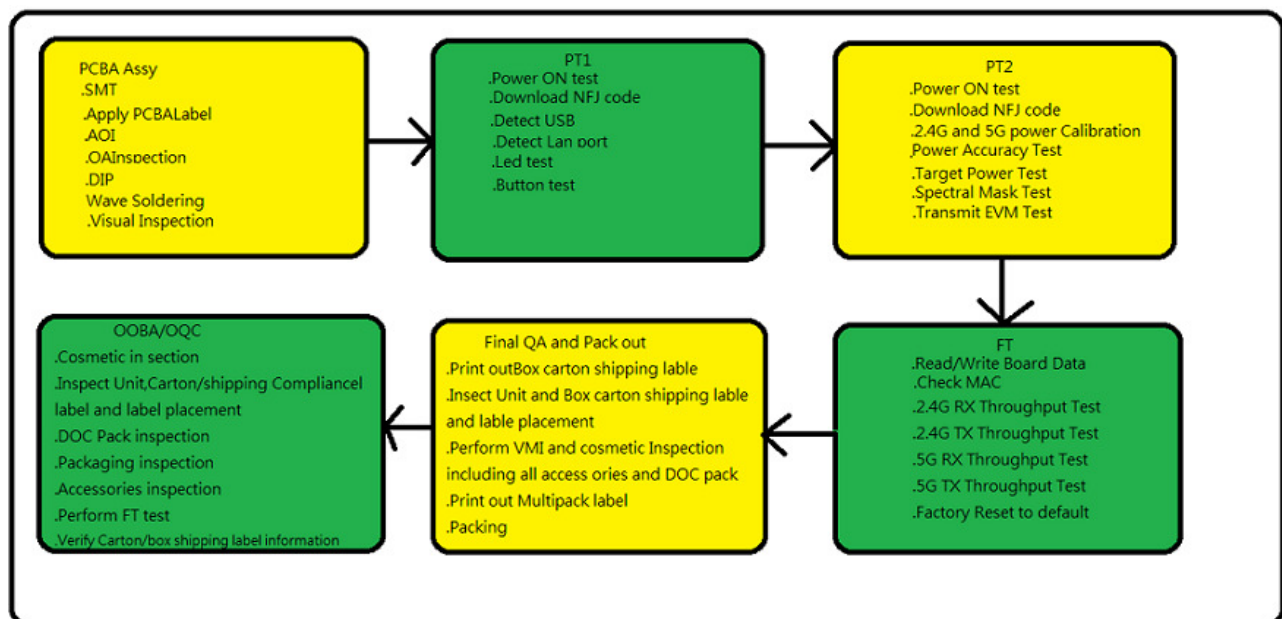 PCBA Assy
.SMT
.Apply PCBALabel
.AOI
.OAInspection
.DIP
Wave Soldering
.Visual Inspection
PT1
.Power ON test
.Download NFJ code
.Detect USB
.Detect Lan port
.Led test
.Button test
PT2
.Power ON test
.Download NFJ code
.2.4G and 5G power Calibration
.Power Accuracy Test
.Target Power Test
.Spectral Mask Test
.Transmit EVM Test
FT
.Read/Write Board Data
.Check MAC
.2.4G RX Throughput Test
.2.4G TX Throughput Test
.5G RX Throughput Test
.5G TX Throughput Test
.Factory Reset to default
Final QA and Pack out
.Print outBox carton shipping lable
.Insect Unit and Box carton shipping lable
and lable placement
.Perform VMI and cosmetic Inspection
including all access ories and DOC pack
.Print out Multipack label
.Packing
OOBA/OQC
.Cosmetic in section
.Inspect Unit,Carton/shipping Compliancel
label and label placement
.DOC Pack inspection
.Packaging inspection
.Accessories inspection
.Perform FT test
.Verify Carton/box shipping label information